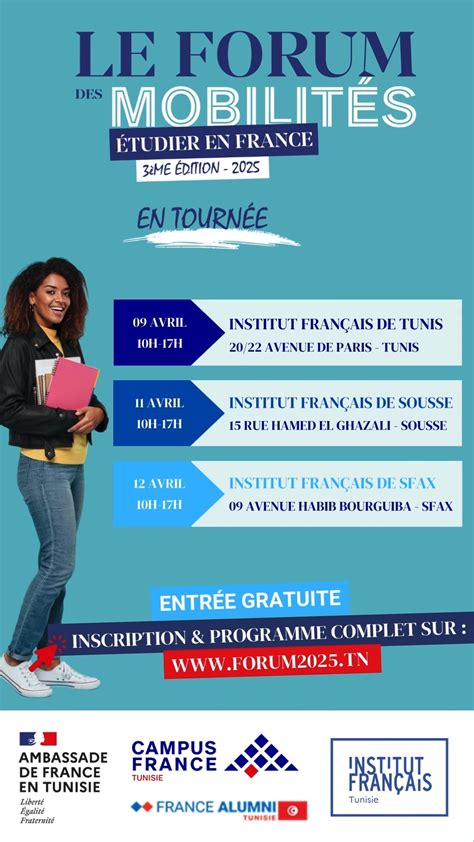 LE FORUM
DES MOBILITÉS
ÉTUDIER EN FRANCE
3ÈME ÉDITION - 2025
EN TOURNÉE
09 AVRIL
10H-17H
INSTITUT FRANÇAIS DE TUNIS
20/22 AVENUE DE PARIS - TUNIS
11 AVRIL
10H-17H
INSTITUT FRANÇAIS DE SOUSSE
15 RUE HAMED EL GHAZALI - SOUSSE
12 AVRIL
10H-17H
INSTITUT FRANÇAIS DE SFAX
09 AVENUE HABIB BOURGUIBA - SFAX
ENTRÉE GRATUITE
INSCRIPTION & PROGRAMME COMPLET SUR :
WWW.FORUM2025.TN
AMBASSADE
DE FRANCE
EN TUNISIE
Liberté
Égalité
Fraternité
CAMPUS
FRANCE
TUNISIE
FRANCE ALUMNI
TUNISIE
INSTITUT
FRANÇAIS
Tunisie